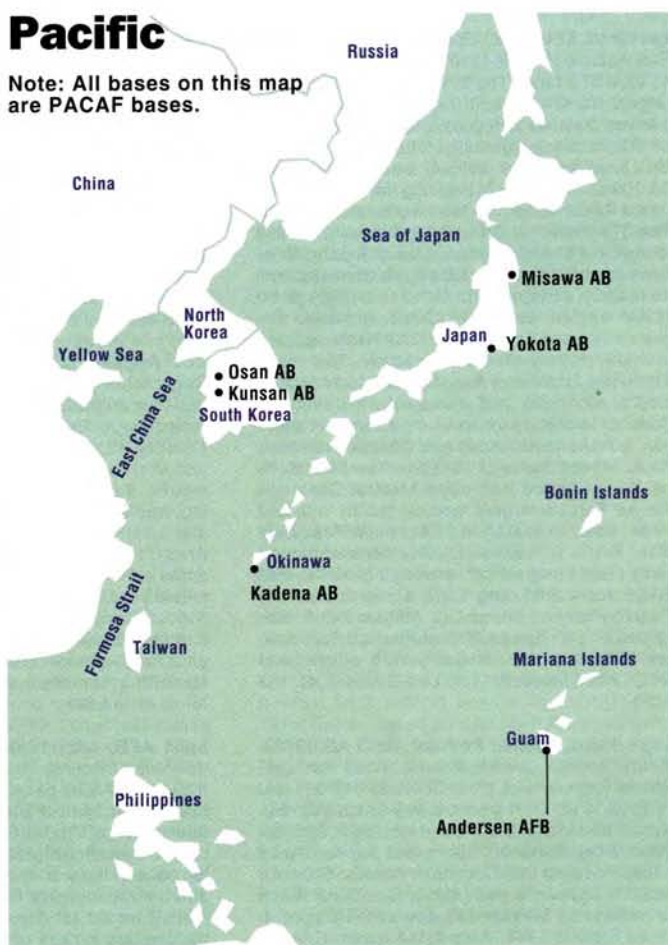 Pacific
Note: All bases on this map
are PACAF bases.
Russia
China
Sea of Japan
Misawa AB
North
Korea
Japan
Yokota AB
Yellow Sea
Osan AB
Kunsan AB
South Korea
East China Sea
Bonin Islands
Okinawa
Kadena AB
Formosa Strait
Taiwan
Mariana Islands
Guam
Philippines
Andersen AFB